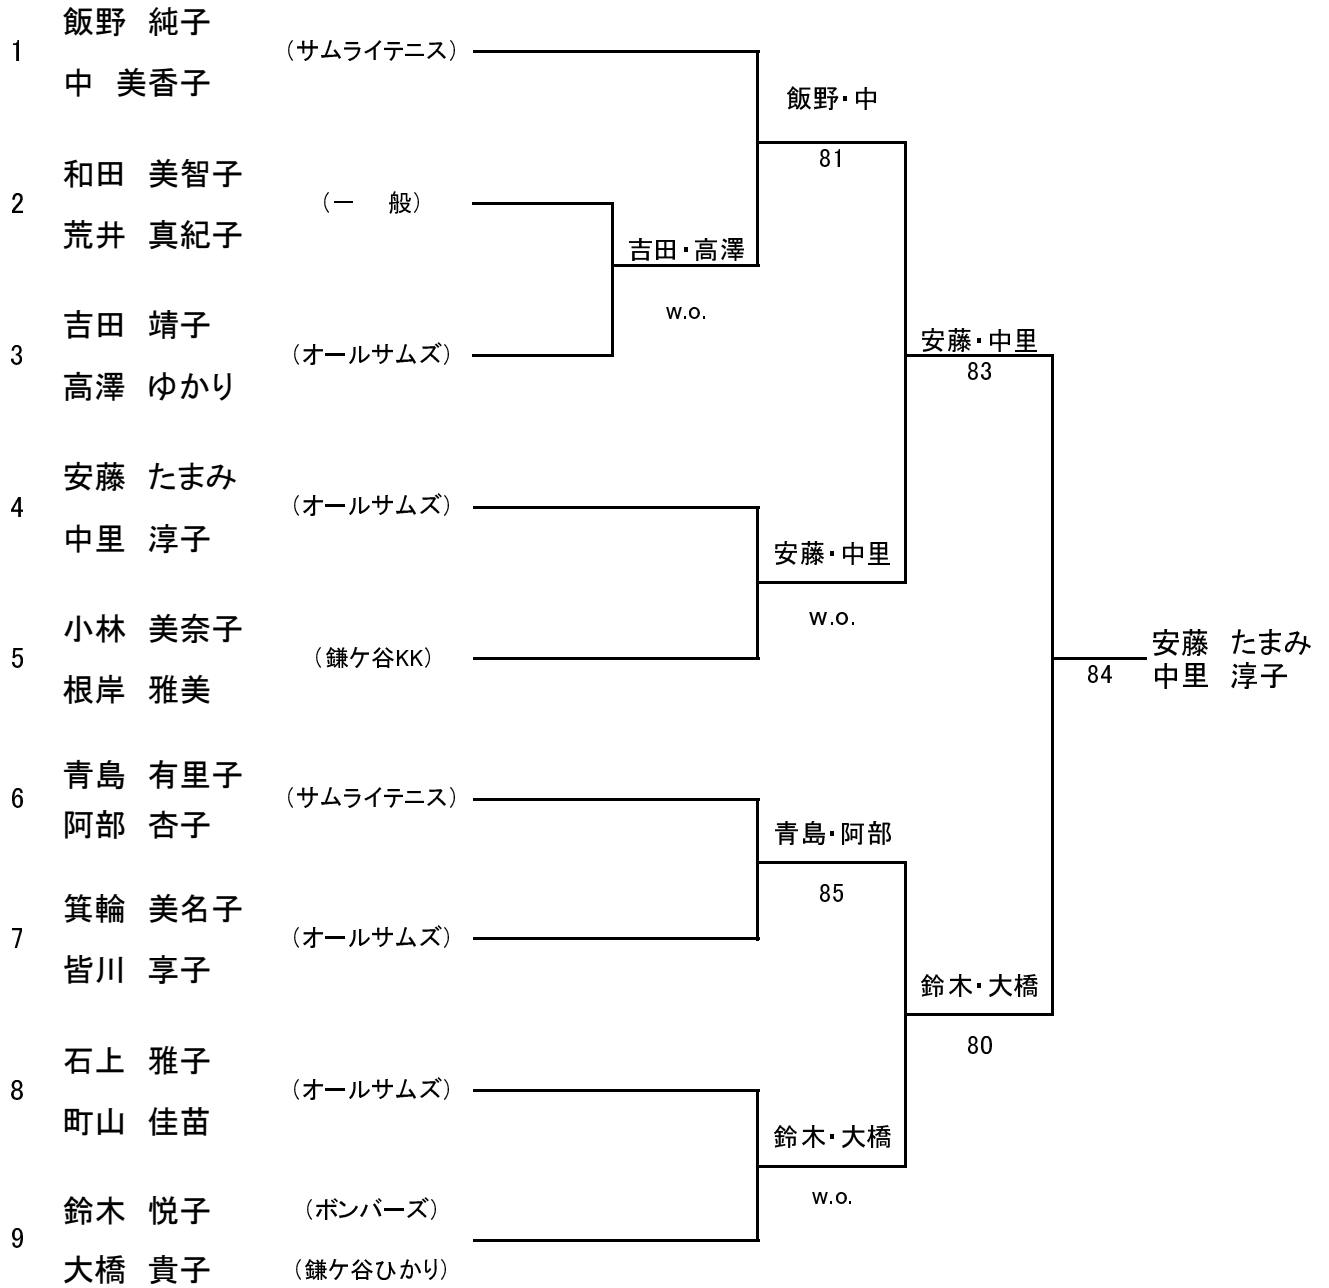 飯野 純子
1 (サムライテニス)
中 美香子
飯野・中
81
和田 美智子
2 (一 般)
荒井 真紀子
吉田・高澤
w.o.
吉田 靖子
3 (オールサムズ)
高澤 ゆかり
安藤・中里
83
安藤 たまみ
4 (オールサムズ)
中里 淳子
安藤・中里
w.o.
小林 美奈子
5 (鎌ケ谷KK)
根岸 雅美
安藤 たまみ
中里 淳子
84
青島 有里子
6 (サムライテニス)
阿部 杏子
青島・阿部
85
箕輪 美名子
7 (オールサムズ)
皆川 享子
鈴木・大橋
80
石上 雅子
8 (オールサムズ)
町山 佳苗
鈴木・大橋
w.o.
鈴木 悦子 (ボンバーズ)
9
大橋 貴子 (鎌ケ谷ひかり)